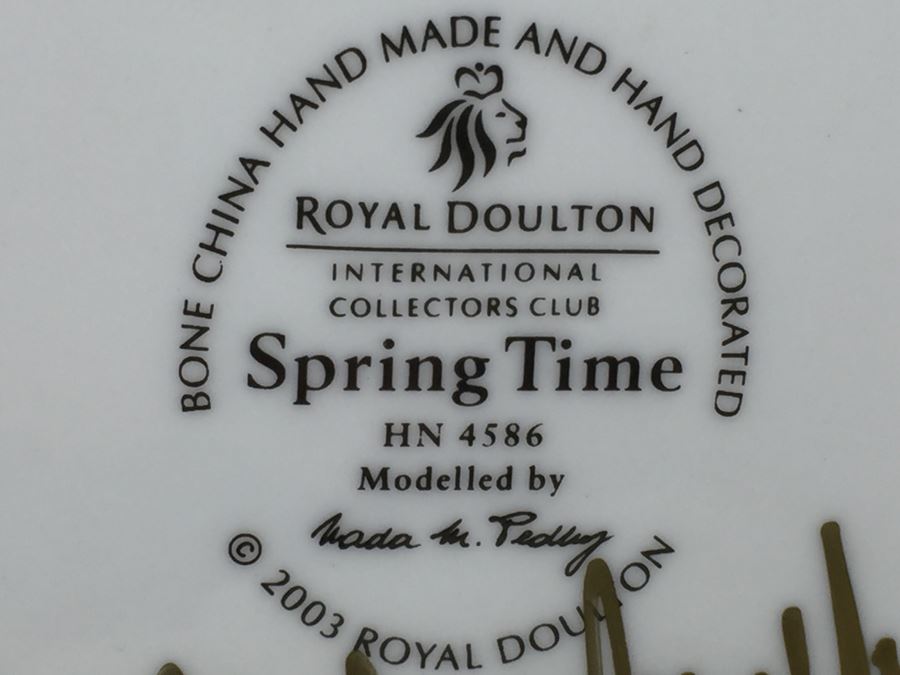 BONE CHINA HAND MADE AND HAND DECORATED
ROYAL DOULTON
INTERNATIONAL
COLLECTORS CLUB
Spring Time
HN 4586
Modelled by
Nada M. Pedley
© 2003 ROYAL DOULTON